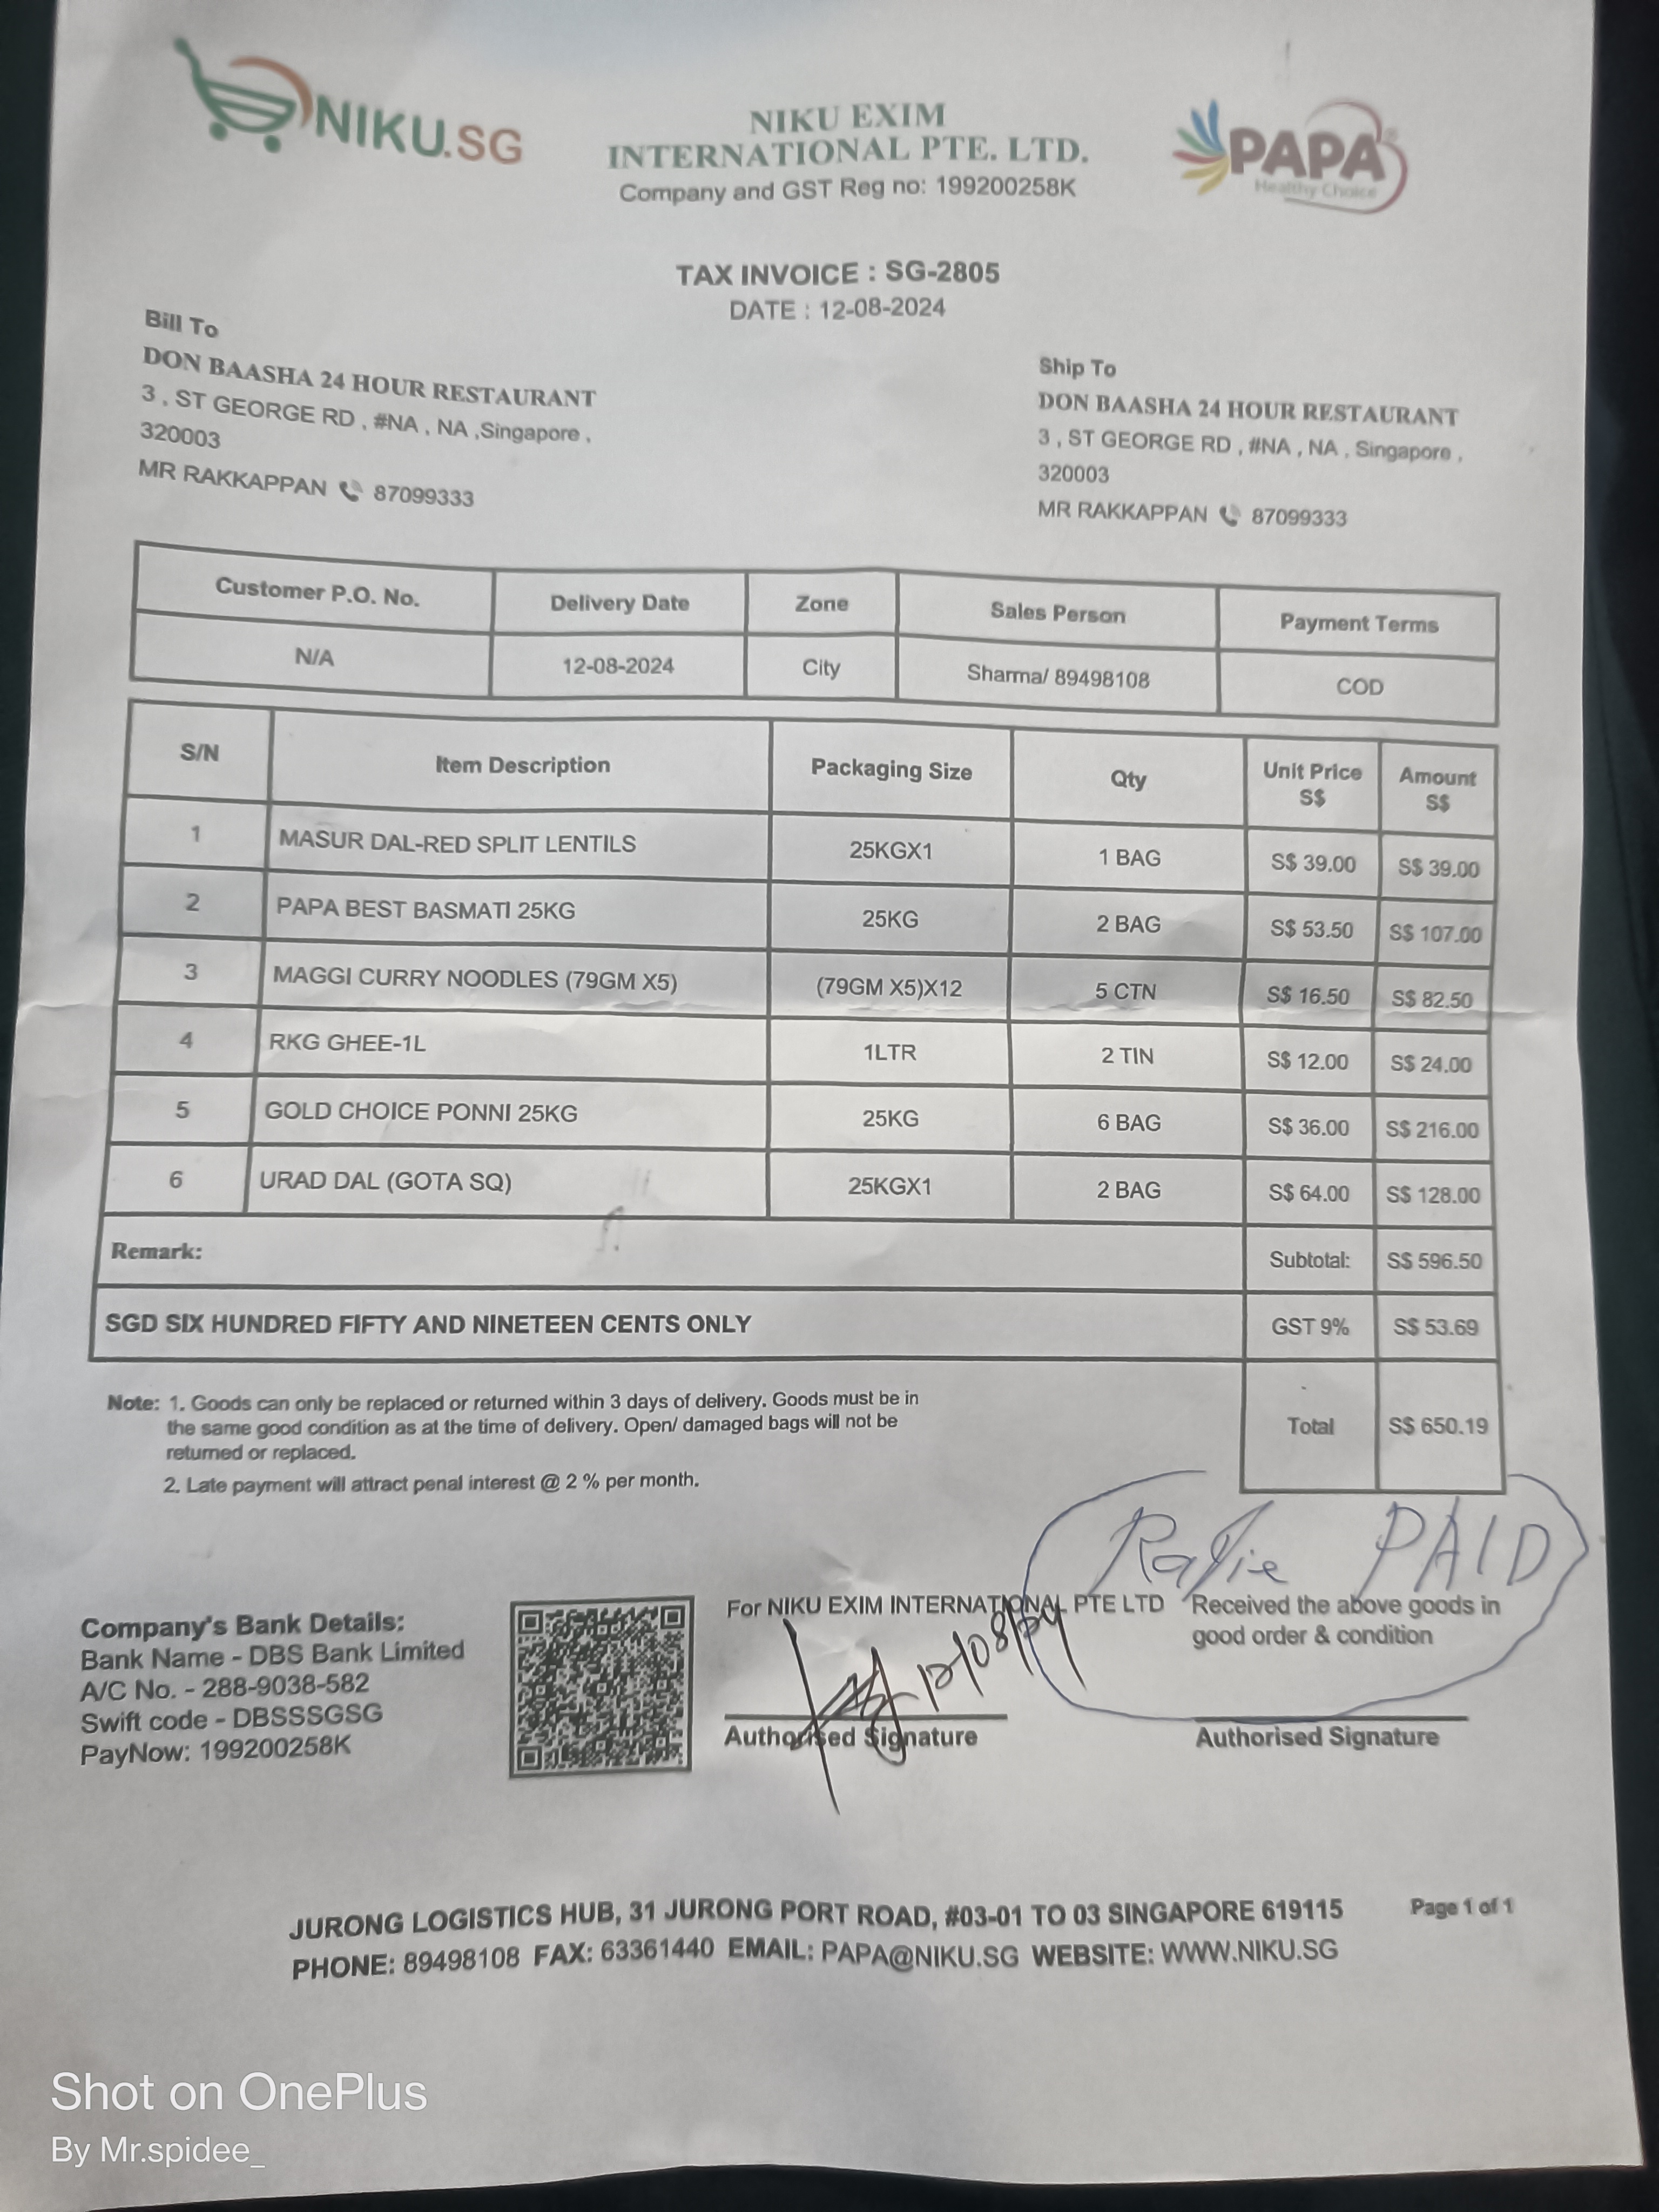 NIKU.SG
NIKU EXIM
INTERNATIONAL PTE. LTD.
Company and GST Reg no: 199200258K
PAPA®
Healthy Choice
TAX INVOICE : SG-2805
DATE : 12-08-2024
Bill To
DON BAASHA 24 HOUR RESTAURANT
3 , ST GEORGE RD , #NA , NA ,Singapore ,
320003
MR RAKKAPPAN 87099333
Ship To
DON BAASHA 24 HOUR RESTAURANT
3 , ST GEORGE RD , #NA , NA , Singapore ,
320003
MR RAKKAPPAN 87099333
Customer P.O. No. Delivery Date Zone Sales Person Payment Terms
N/A 12-08-2024 City Sharma/ 89498108 COD
S/N Item Description Packaging Size Qty Unit Price S$ Amount S$
1 MASUR DAL-RED SPLIT LENTILS 25KGX1 1 BAG S$ 39.00 S$ 39.00
2 PAPA BEST BASMATI 25KG 25KG 2 BAG S$ 53.50 S$ 107.00
3 MAGGI CURRY NOODLES (79GM X5) (79GM X5)X12 5 CTN S$ 16.50 S$ 82.50
4 RKG GHEE-1L 1LTR 2 TIN S$ 12.00 S$ 24.00
5 GOLD CHOICE PONNI 25KG 25KG 6 BAG S$ 36.00 S$ 216.00
6 URAD DAL (GOTA SQ) 25KGX1 2 BAG S$ 64.00 S$ 128.00
Remark: Subtotal: S$ 596.50
SGD SIX HUNDRED FIFTY AND NINETEEN CENTS ONLY GST 9% S$ 53.69
Total S$ 650.19
Note: 1. Goods can only be replaced or returned within 3 days of delivery. Goods must be in
the same good condition as at the time of delivery. Open/ damaged bags will not be
returned or replaced.
2. Late payment will attract penal interest @ 2 % per month.
PAID
Company's Bank Details:
Bank Name - DBS Bank Limited
A/C No. - 288-9038-582
Swift code - DBSSSGSG
PayNow: 199200258K
For NIKU EXIM INTERNATIONAL PTE LTD
12/08/24
Authorised Signature
Received the above goods in
good order & condition
Authorised Signature
JURONG LOGISTICS HUB, 31 JURONG PORT ROAD, #03-01 TO 03 SINGAPORE 619115
PHONE: 89498108 FAX: 63361440 EMAIL: PAPA@NIKU.SG WEBSITE: WWW.NIKU.SG
Page 1 of 1
Shot on OnePlus
By Mr.spidee_